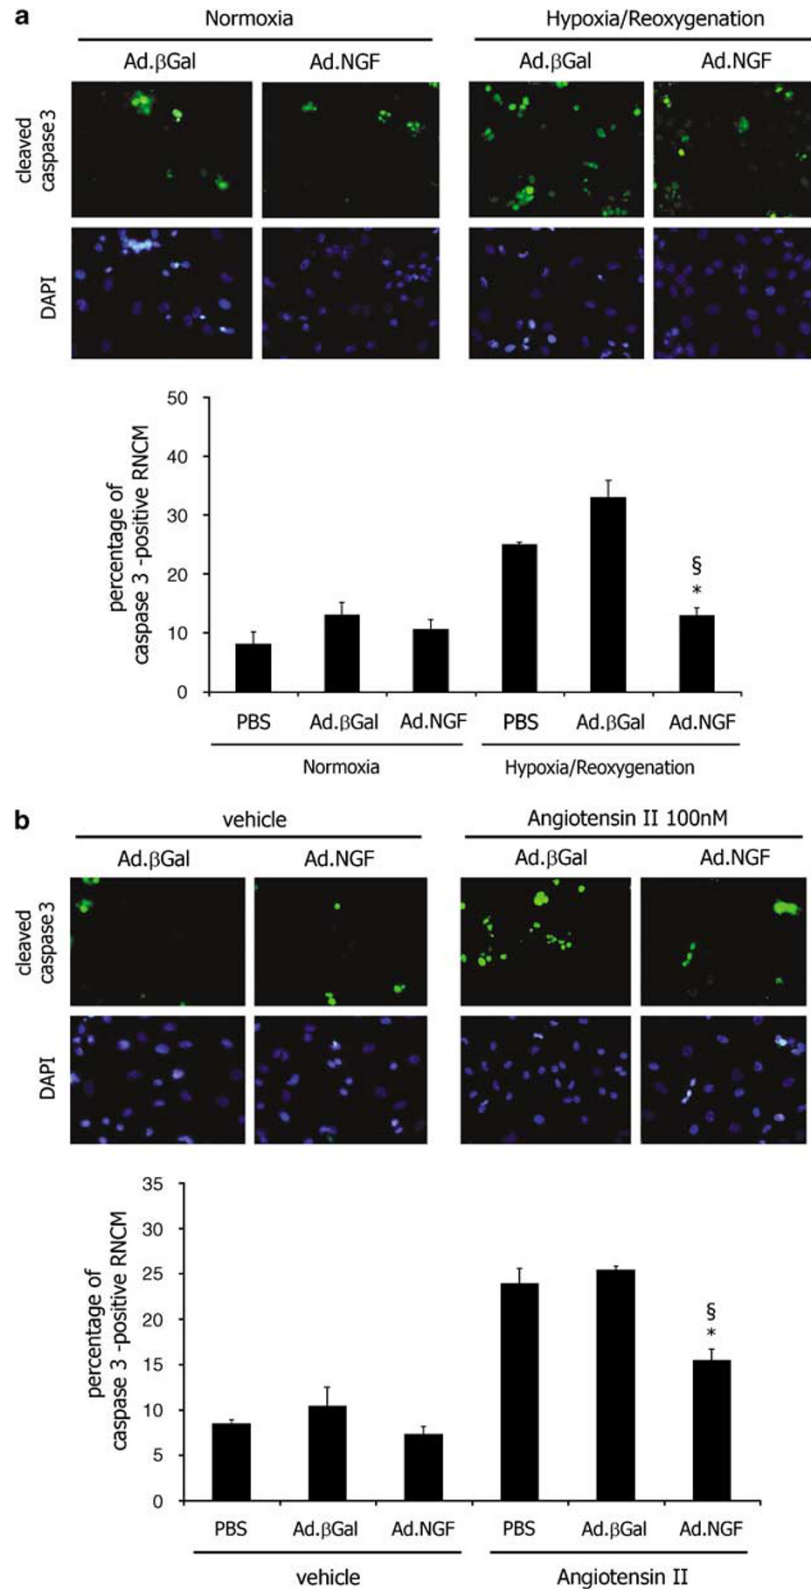 a
Normoxia
Hypoxia/Reoxygenation
Ad.βGal
Ad.NGF
Ad.βGal
Ad.NGF
cleaved
caspase3
DAPI
percentage of
caspase 3 -positive RNCM
50
40
30
20
10
0
PBS
Ad.βGal
Ad.NGF
PBS
Ad.βGal
Ad.NGF
§
*
Normoxia
Hypoxia/Reoxygenation
b
vehicle
Angiotensin II 100nM
Ad.βGal
Ad.NGF
Ad.βGal
Ad.NGF
cleaved
caspase3
DAPI
percentage of
caspase 3 -positive RNCM
35
30
25
20
15
10
5
0
§
*
PBS
Ad.βGal
Ad.NGF
PBS
Ad.βGal
Ad.NGF
vehicle
Angiotensin II